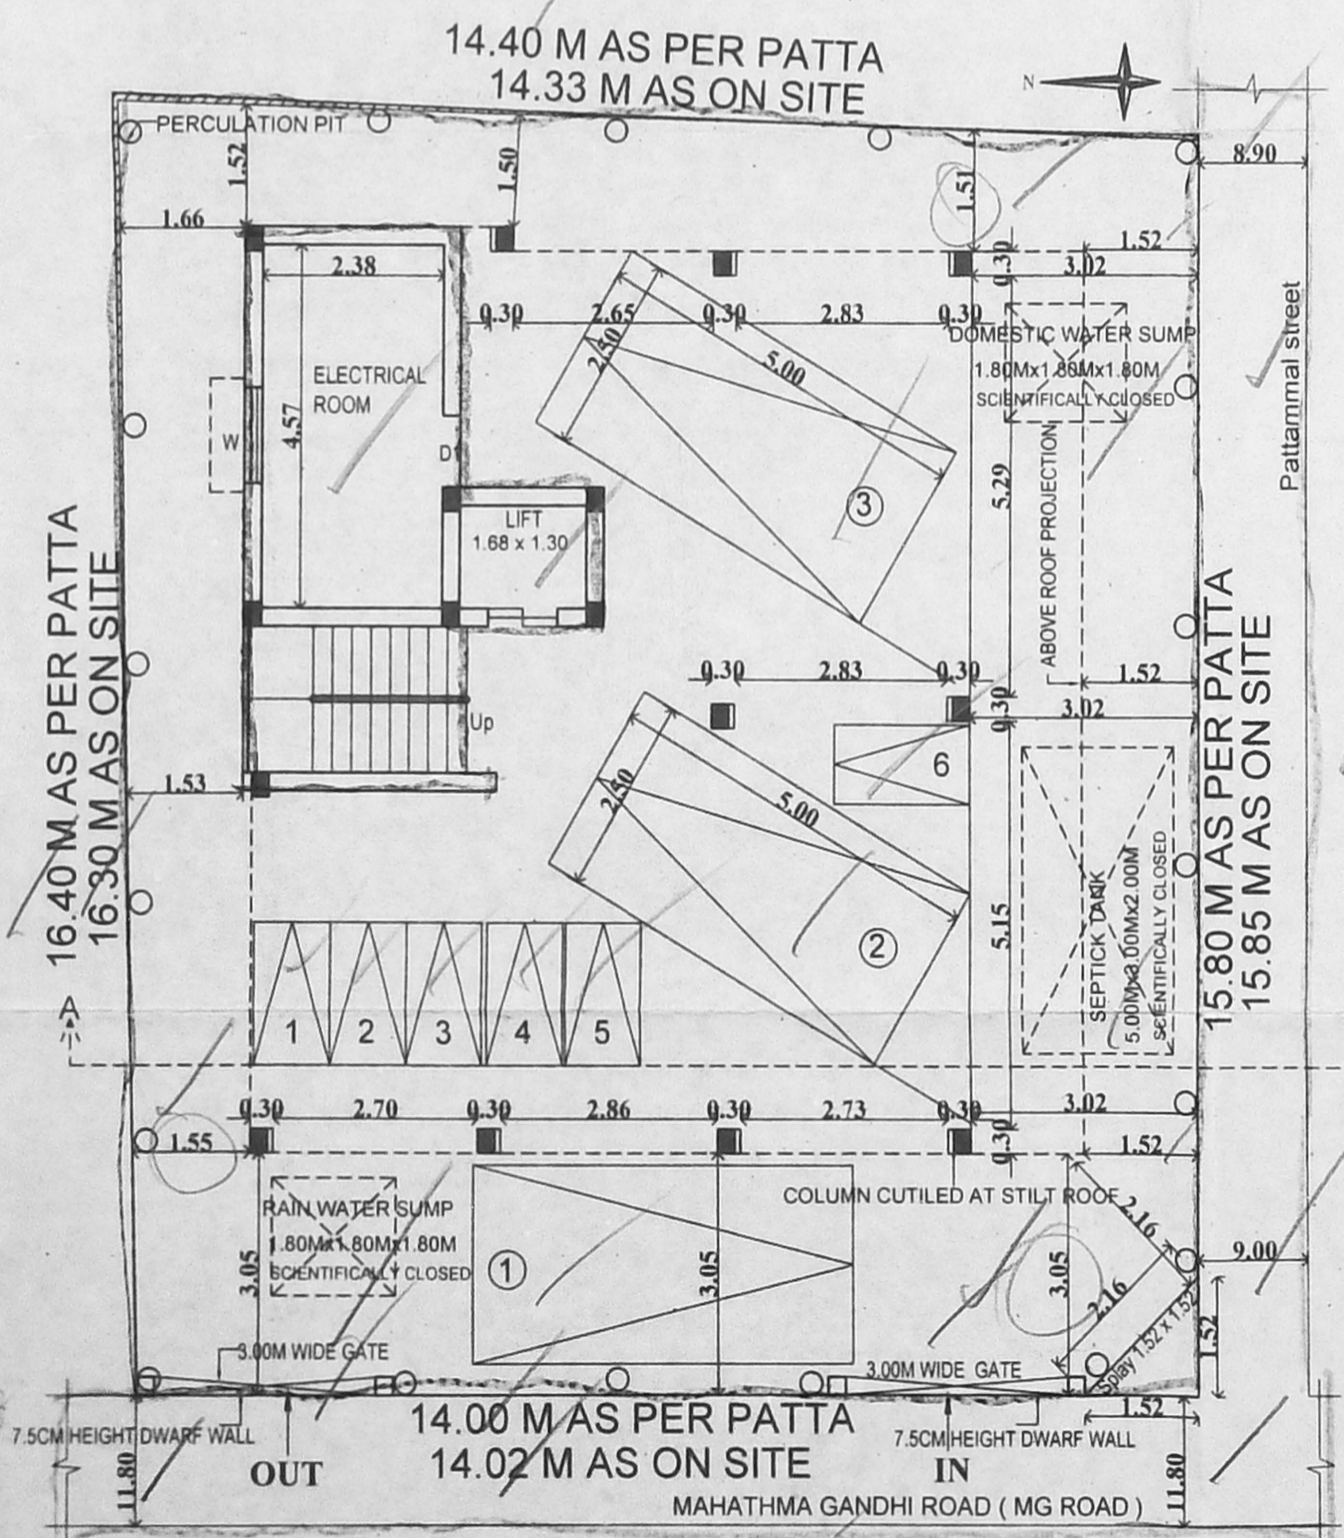 14.40 M AS PER PATTA
14.33 M AS ON SITE
N
PERCULATION PIT
1.52
1.50
1.51
8.90
1.66
1.52
2.38
0.30
3.02
0.30
2.65
0.30
2.83
0.30
DOMESTIC WATER SUMP
1.80Mx1.80Mx1.80M
SCIENTIFICALLY CLOSED
2.50
5.00
ELECTRICAL
ROOM
4.57
W
D1
Pattammal street
ABOVE ROOF PROJECTION
5.29
3
LIFT
1.68 x 1.30
16.40 M AS PER PATTA
16.30 M AS ON SITE
15.80 M AS PER PATTA
15.85 M AS ON SITE
0.30
2.83
0.30
1.52
0.30
3.02
Up
6
1.53
2.50
5.00
2
5.15
SEPTICK TANK
5.00Mx3.00Mx2.00M
SCIENTIFICALLY CLOSED
A
1
2
3
4
5
0.30
2.70
0.30
2.86
0.30
2.73
0.30
3.02
1.55
0.30
1.52
COLUMN CUTILED AT STILT ROOF
RAIN WATER SUMP
1.80Mx1.80Mx1.80M
SCIENTIFICALLY CLOSED
3.05
1
3.05
3.05
2.16
2.16
9.00
Splay 1.52 x 1.52
1.52
3.00M WIDE GATE
3.00M WIDE GATE
1.52
14.00 M AS PER PATTA
14.02 M AS ON SITE
7.5CM HEIGHT DWARF WALL
7.5CM HEIGHT DWARF WALL
OUT
IN
11.80
11.80
MAHATHMA GANDHI ROAD ( MG ROAD )